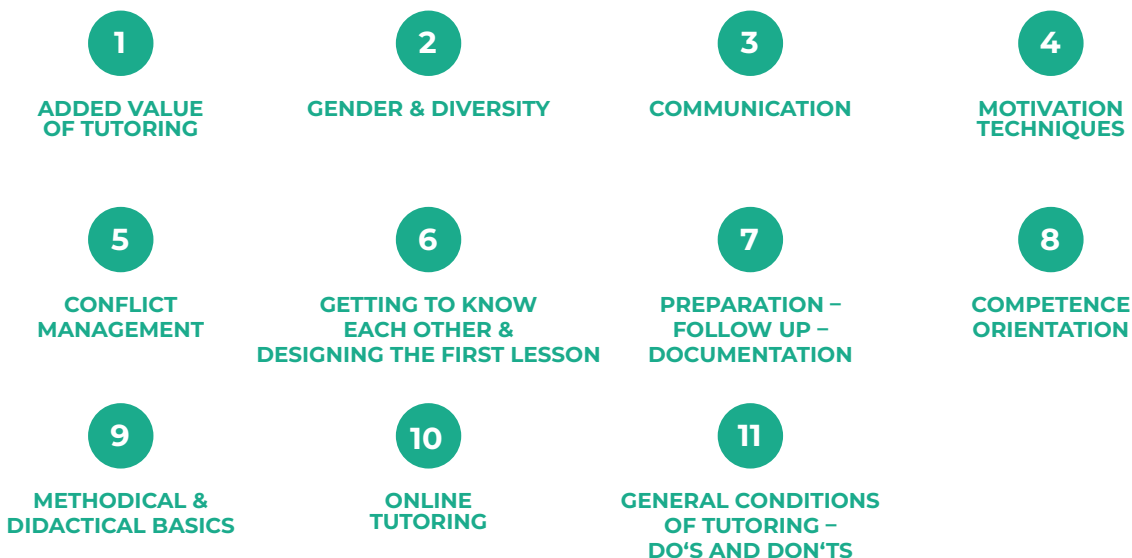 1
ADDED VALUE
OF TUTORING
2
GENDER & DIVERSITY
3
COMMUNICATION
4
MOTIVATION
TECHNIQUES
5
CONFLICT
MANAGEMENT
6
GETTING TO KNOW
EACH OTHER &
DESIGNING THE FIRST LESSON
7
PREPARATION –
FOLLOW UP –
DOCUMENTATION
8
COMPETENCE
ORIENTATION
9
METHODICAL &
DIDACTICAL BASICS
10
ONLINE
TUTORING
11
GENERAL CONDITIONS
OF TUTORING –
DO‘S AND DON‘TS